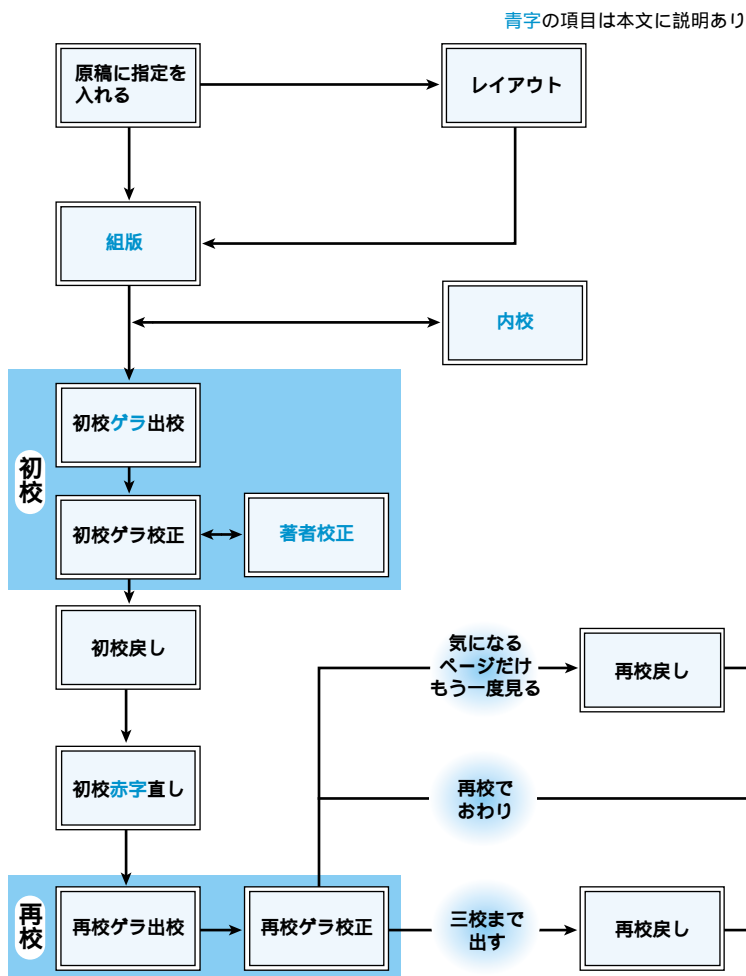 青字の項目は本文に説明あり
原稿に指定を
入れる
レイアウト
組版
内校
初校
初校ゲラ出校
初校ゲラ校正
著者校正
初校戻し
気になる
ページだけ
もう一度見る
再校戻し
初校赤字直し
再校で
おわり
再校
再校ゲラ出校
再校ゲラ校正
三校まで
出す
再校戻し